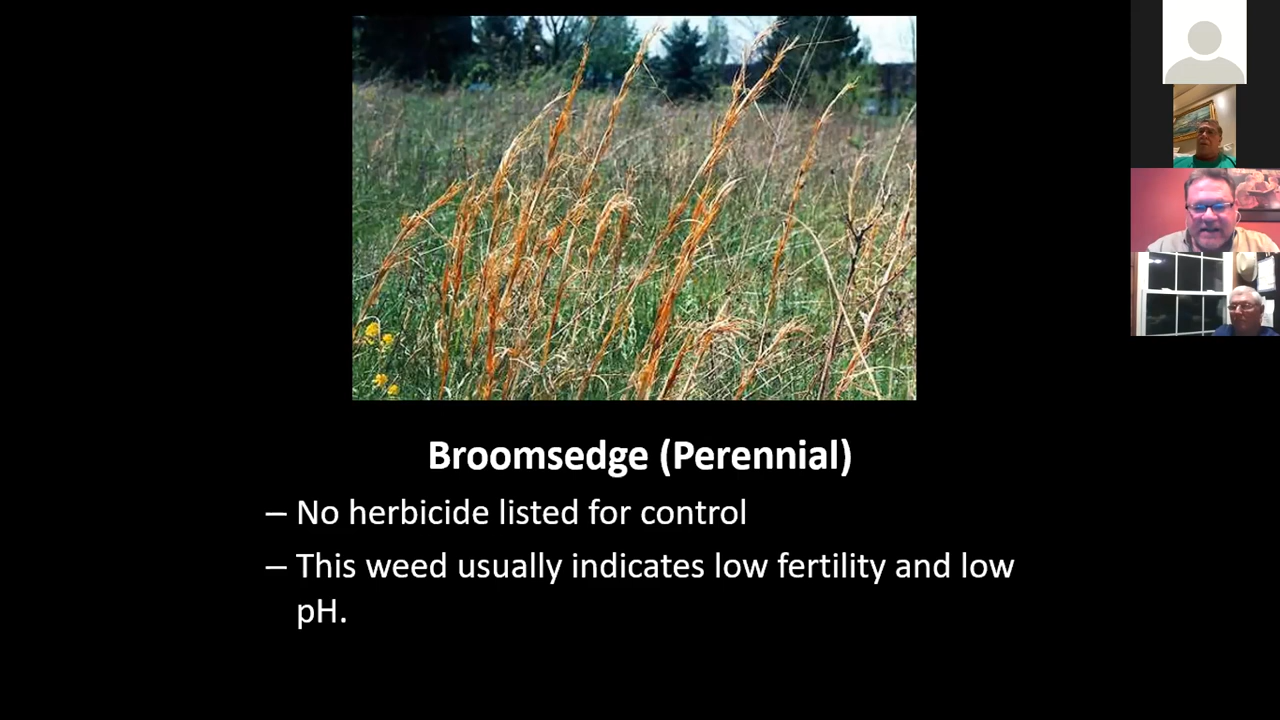 Broomsedge (Perennial)
– No herbicide listed for control
– This weed usually indicates low fertility and low
pH.